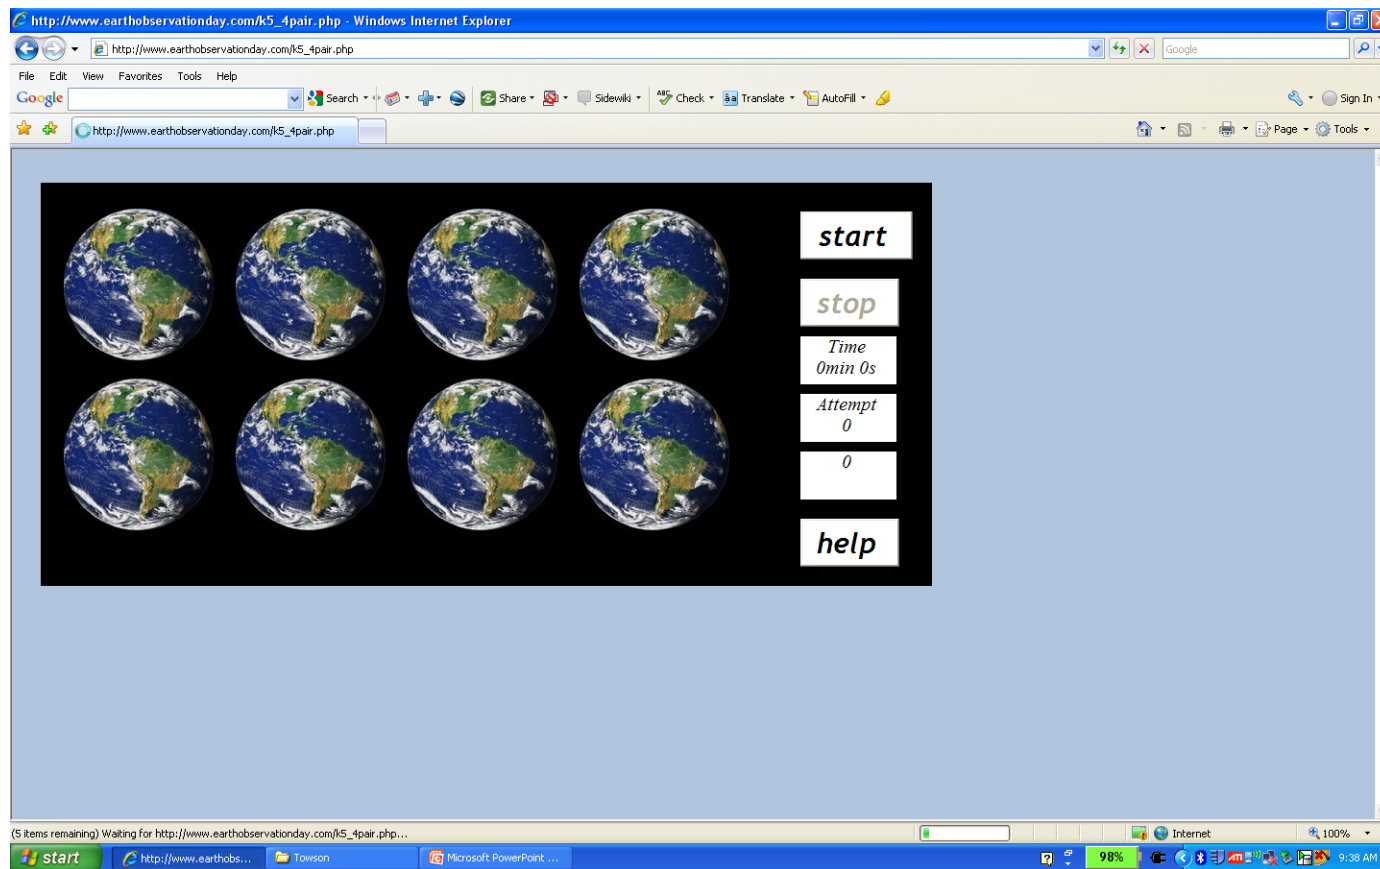 http://www.earthobservationday.com/k5_4pair.php - Windows Internet Explorer
http://www.earthobservationday.com/k5_4pair.php
Google
File Edit View Favorites Tools Help
Google Search Share Sidewiki ABC Check āa Translate AutoFill Sign In
http://www.earthobservationday.com/k5_4pair.php Page Tools
start
stop
Time
0min 0s
Attempt
0
0
help
(5 items remaining) Waiting for http://www.earthobservationday.com/k5_4pair.php... Internet 100%
start http://www.earthobs... Towson Microsoft PowerPoint ... 98% 9:38 AM